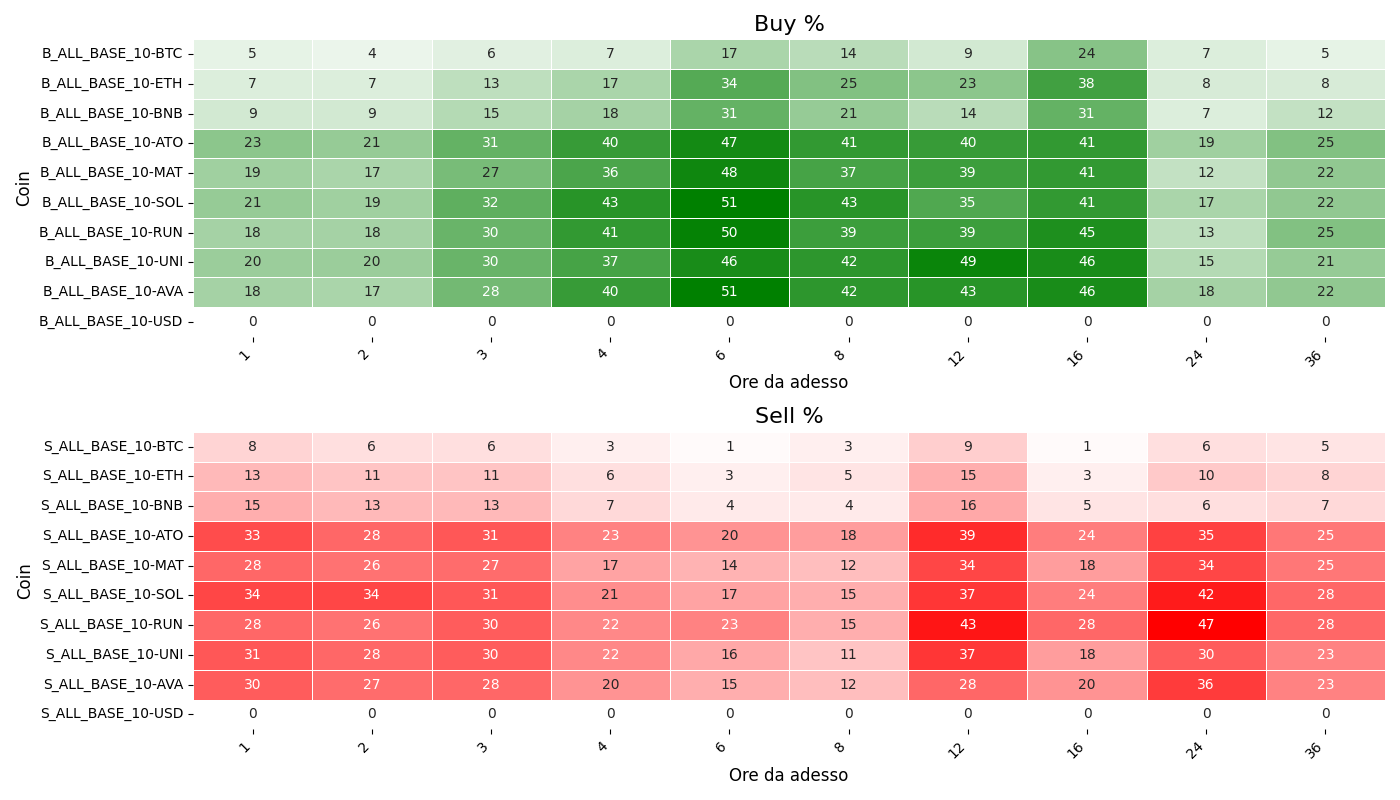 Buy %
Coin
B_ALL_BASE_10-BTC 5 4 6 7 17 14 9 24 7 5
B_ALL_BASE_10-ETH 7 7 13 17 34 25 23 38 8 8
B_ALL_BASE_10-BNB 9 9 15 18 31 21 14 31 7 12
B_ALL_BASE_10-ATO 23 21 31 40 47 41 40 41 19 25
B_ALL_BASE_10-MAT 19 17 27 36 48 37 39 41 12 22
B_ALL_BASE_10-SOL 21 19 32 43 51 43 35 41 17 22
B_ALL_BASE_10-RUN 18 18 30 41 50 39 39 45 13 25
B_ALL_BASE_10-UNI 20 20 30 37 46 42 49 46 15 21
B_ALL_BASE_10-AVA 18 17 28 40 51 42 43 46 18 22
B_ALL_BASE_10-USD 0 0 0 0 0 0 0 0 0 0
1 2 3 4 6 8 12 16 24 36
Ore da adesso
Sell %
Coin
S_ALL_BASE_10-BTC 8 6 6 3 1 3 9 1 6 5
S_ALL_BASE_10-ETH 13 11 11 6 3 5 15 3 10 8
S_ALL_BASE_10-BNB 15 13 13 7 4 4 16 5 6 7
S_ALL_BASE_10-ATO 33 28 31 23 20 18 39 24 35 25
S_ALL_BASE_10-MAT 28 26 27 17 14 12 34 18 34 25
S_ALL_BASE_10-SOL 34 34 31 21 17 15 37 24 42 28
S_ALL_BASE_10-RUN 28 26 30 22 23 15 43 28 47 28
S_ALL_BASE_10-UNI 31 28 30 22 16 11 37 18 30 23
S_ALL_BASE_10-AVA 30 27 28 20 15 12 28 20 36 23
S_ALL_BASE_10-USD 0 0 0 0 0 0 0 0 0 0
1 2 3 4 6 8 12 16 24 36
Ore da adesso